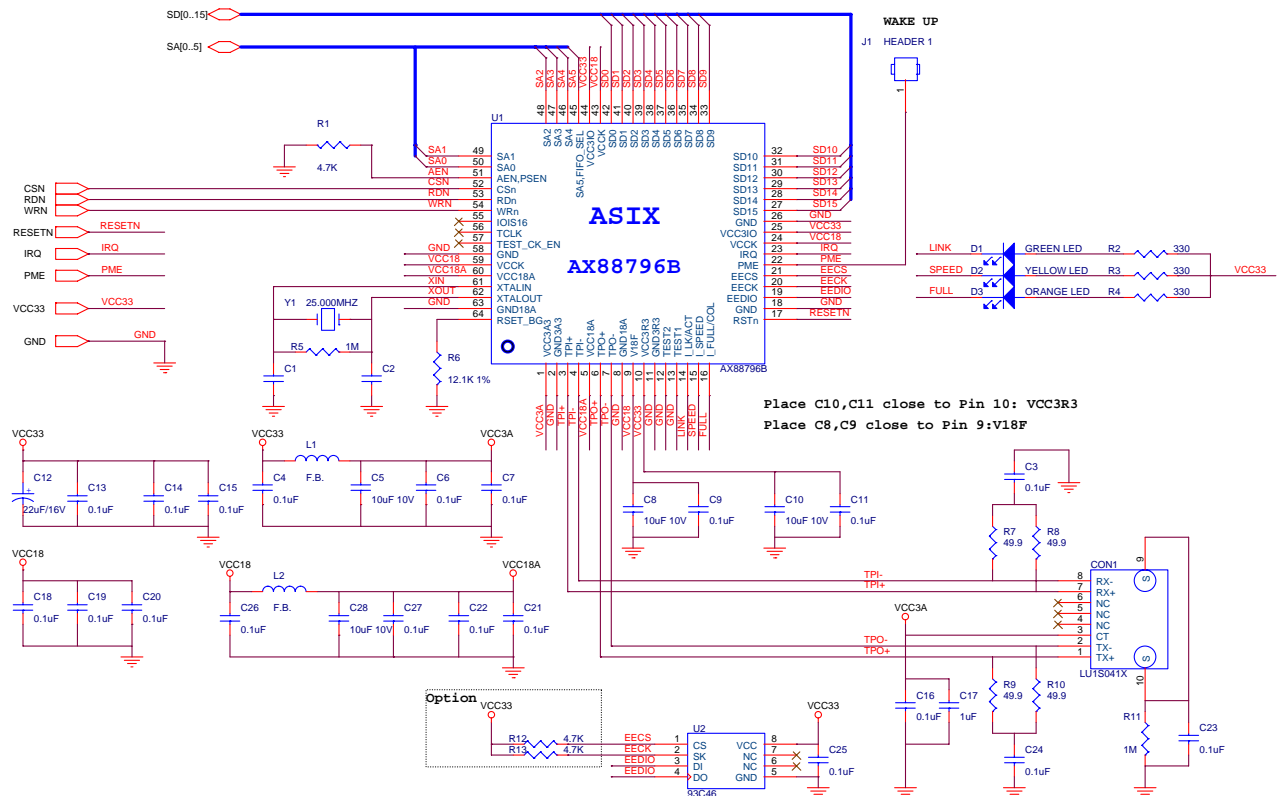 SD[0..15]
SA[0..5]
WAKE UP
J1 HEADER 1
1
SA2
SA3
SA4
SA5
VCC33
VCC18
SD0
SD1
SD2
SD3
SD4
SD5
SD6
SD7
SD8
SD9
48
47
46
45
44
43
42
41
40
39
38
37
36
35
34
33
U1
SA2
SA3
SA4
SA5,FIFO_SEL
VCC3IO
VCCK
SD0
SD1
SD2
SD3
SD4
SD5
SD6
SD7
SD8
SD9
R1
4.7K
SA1 49 SA1
SA0 50 SA0
AEN 51 AEN,PSEN
CSN CSN 52 CSn
RDN RDN 53 RDn
WRN WRN 54 WRn
55 IOIS16
56 TCLK
57 TEST_CK_EN
GND 58 GND
VCC18 59 VCCK
VCC18A 60 VCC18A
XIN 61 XTALIN
XOUT 62 XTALOUT
GND 63 GND18A
64 RSET_BG
RESETN RESETN
IRQ IRQ
PME PME
VCC33 VCC33
GND GND
ASIX
AX88796B
SD10 32 SD10
SD11 31 SD11
SD12 30 SD12
SD13 29 SD13
SD14 28 SD14
SD15 27 SD15
GND 26 GND
VCC3IO 25 VCC33
VCCK 24 VCC18
IRQ 23 IRQ
PME 22 PME
EECS 21 EECS
EECK 20 EECK
EEDIO 19 EEDIO
GND 18 GND
RSTn 17 RESETN
LINK D1 GREEN LED R2 330
SPEED D2 YELLOW LED R3 330
FULL D3 ORANGE LED R4 330
VCC33
Y1 25.000MHZ
R5 1M
C1
C2
R6
12.1K 1%
VCC3A3
GND3A3
TPI+
TPI-
VCC18A
TPO+
TPO-
GND18A
V18F
VCC3R3
GND3R3
TEST2
TEST1
I_LK/ACT
I_SPEED
I_FULL/COL
AX88796B
1
2
3
4
5
6
7
8
9
10
11
12
13
14
15
16
VCC3A
GND
TPI+
TPI-
VCC18A
TPO+
TPO-
GND
VCC18
VCC33
GND
GND
GND
LINK
SPEED
FULL
Place C10,C11 close to Pin 10: VCC3R3
Place C8,C9 close to Pin 9:V18F
VCC33
C12
22uF/16V
+
C13
0.1uF
C14
0.1uF
C15
0.1uF
VCC33
L1
F.B.
VCC3A
C4
0.1uF
C5
10uF 10V
C6
0.1uF
C7
0.1uF
C8
10uF 10V
C9
0.1uF
C10
10uF 10V
C11
0.1uF
C3
0.1uF
R7
49.9
R8
49.9
VCC18
C18
0.1uF
C19
0.1uF
C20
0.1uF
VCC18
L2
F.B.
VCC18A
C26
0.1uF
C28
10uF 10V
C27
0.1uF
C22
0.1uF
C21
0.1uF
CON1
9
S
TPI- 8 RX-
TPI+ 7 RX+
6 NC
5 NC
4 NC
3 CT
TPO- 2 TX-
TPO+ 1 TX+
S
10
LU1S041X
VCC3A
C16
0.1uF
C17
1uF
R9
49.9
R10
49.9
C24
0.1uF
R11
1M
C23
0.1uF
Option
VCC33
R12 4.7K
R13 4.7K
U2
EECS 1 CS
EECK 2 SK
EEDIO 3 DI
EEDIO 4 DO
VCC 8
NC 7
NC 6
GND 5
93C46
VCC33
C25
0.1uF